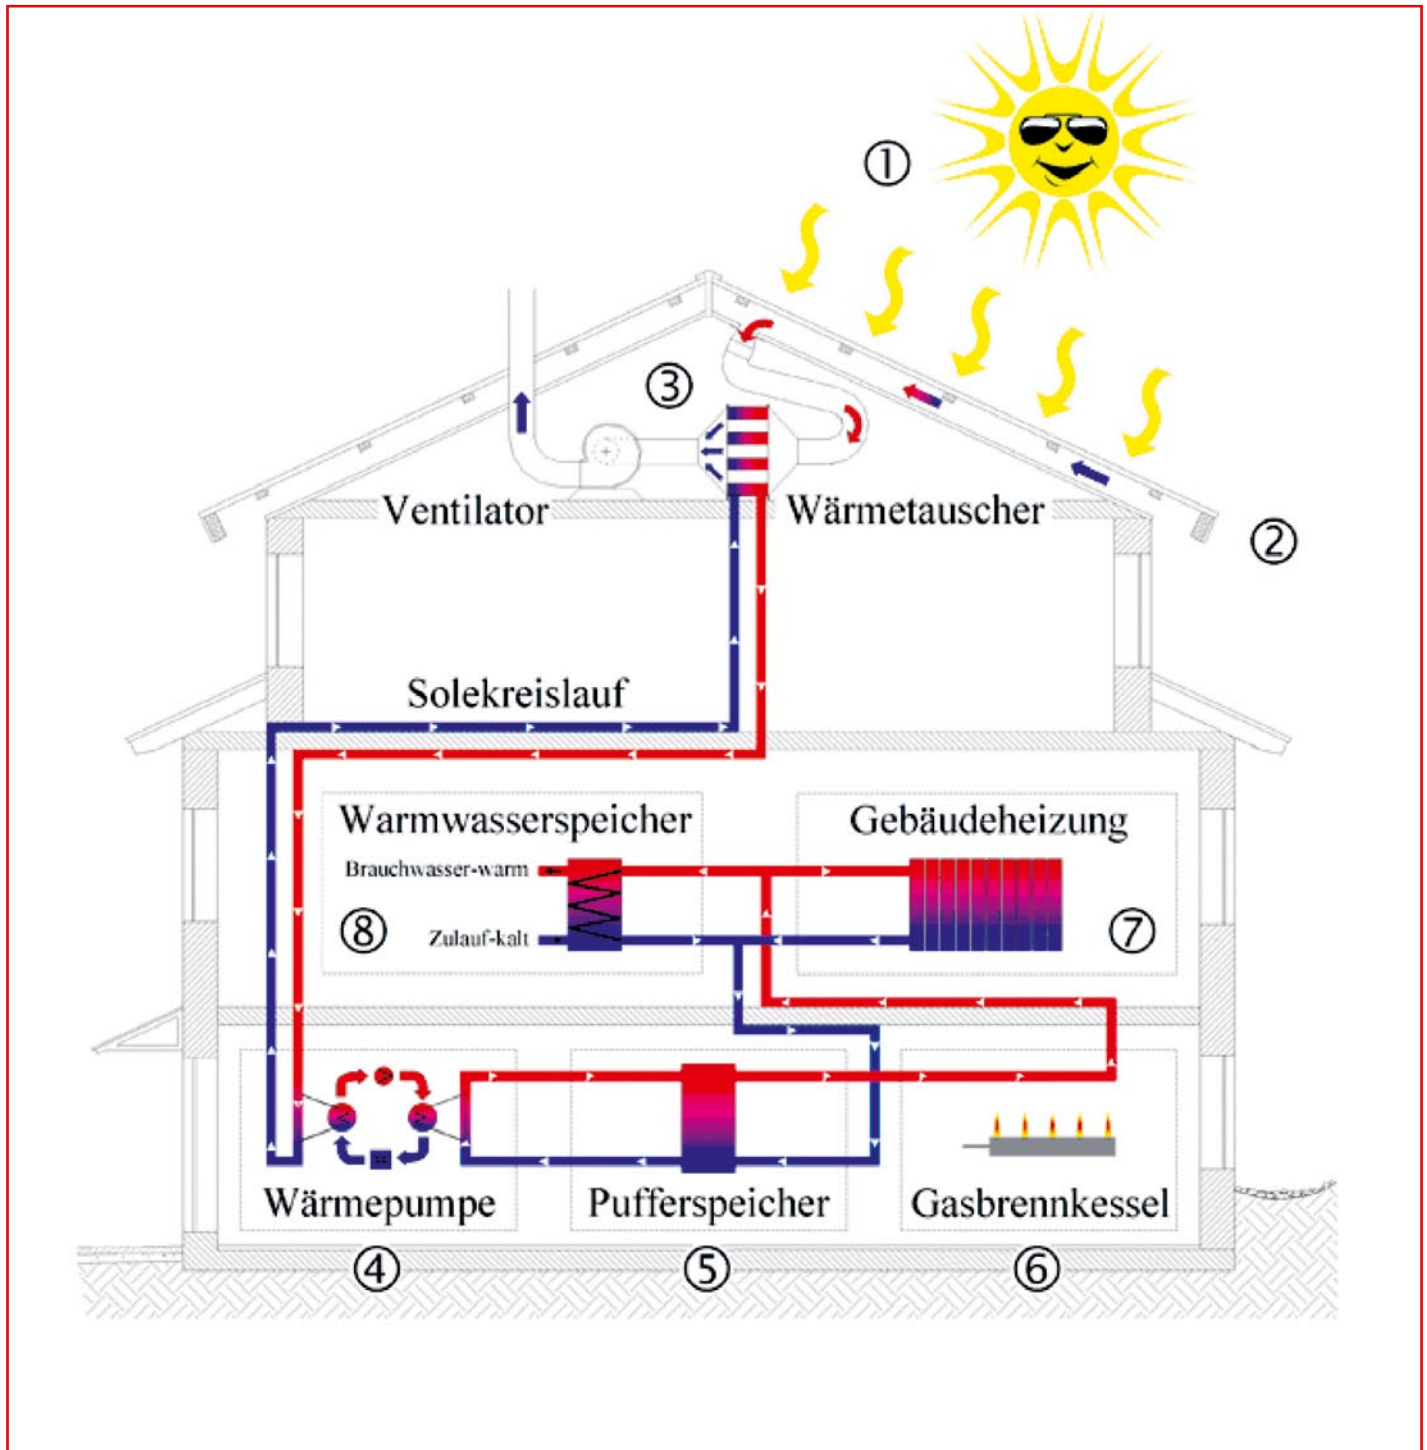 ①
③
Ventilator
Wärmetauscher
②
Solekreislauf
Warmwasserspeicher
Brauchwasser-warm
⑧
Zulauf-kalt
Gebäudeheizung
⑦
Wärmepumpe
Pufferspeicher
Gasbrennkessel
④
⑤
⑥